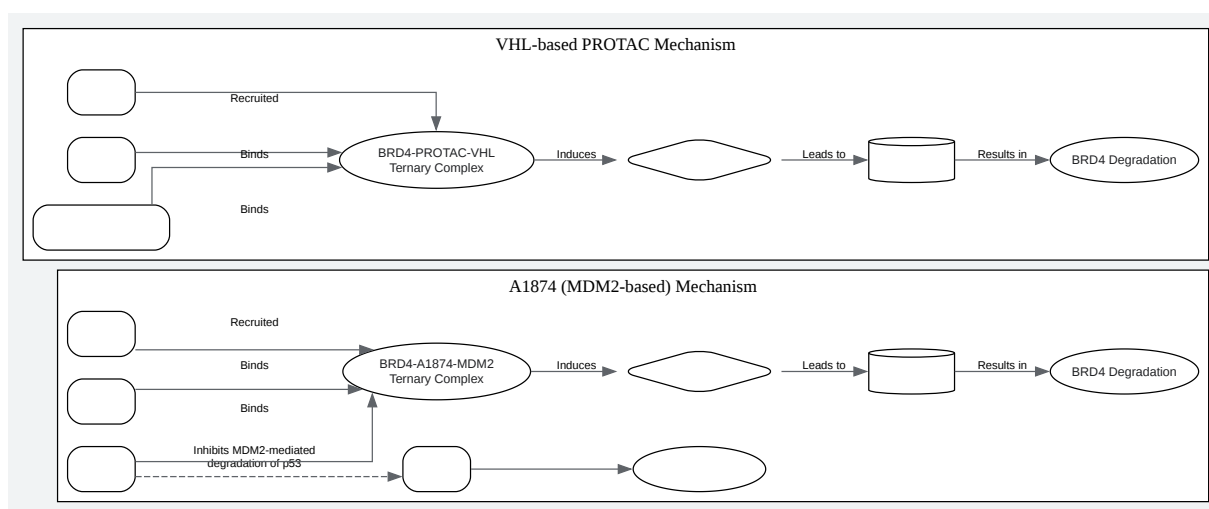 VHL-based PROTAC Mechanism
Recruited
Binds
BRD4-PROTAC-VHL
Ternary Complex
Induces
Leads to
Results in
BRD4 Degradation
Binds
A1874 (MDM2-based) Mechanism
Recruited
Binds
BRD4-A1874-MDM2
Ternary Complex
Induces
Leads to
Results in
BRD4 Degradation
Binds
Inhibits MDM2-mediated
degradation of p53